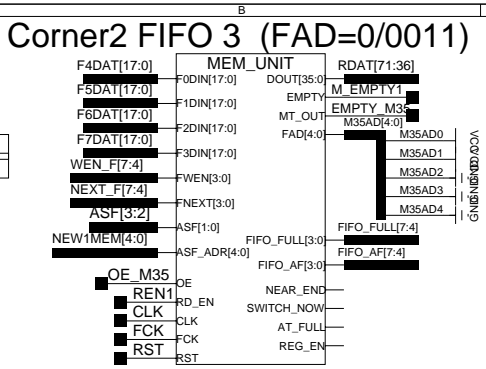 B
Corner2 FIFO 3 (FAD=0/0011)
MEM_UNIT
F4DAT[17:0]
F0DIN[17:0]
DOUT[35:0]
RDAT[71:36]
F5DAT[17:0]
F1DIN[17:0]
EMPTY
M_EMPTY1
F6DAT[17:0]
F2DIN[17:0]
MT_OUT
EMPTY_M35
F7DAT[17:0]
F3DIN[17:0]
FAD[4:0]
M35AD[4:0]
M35AD0
M35AD1
M35AD2
M35AD3
M35AD4
WEN_F[7:4]
FWEN[3:0]
NEXT_F[7:4]
FNEXT[3:0]
ASF[3:2]
ASF[1:0]
FIFO_FULL[3:0]
FIFO_FULL[7:4]
NEW1MEM[4:0]
ASF_ADR[4:0]
FIFO_AF[3:0]
FIFO_AF[7:4]
OE_M35
OE
NEAR_END
REN1
RD_EN
SWITCH_NOW
CLK
CLK
AT_FULL
FCK
FCK
REG_EN
RST
RST